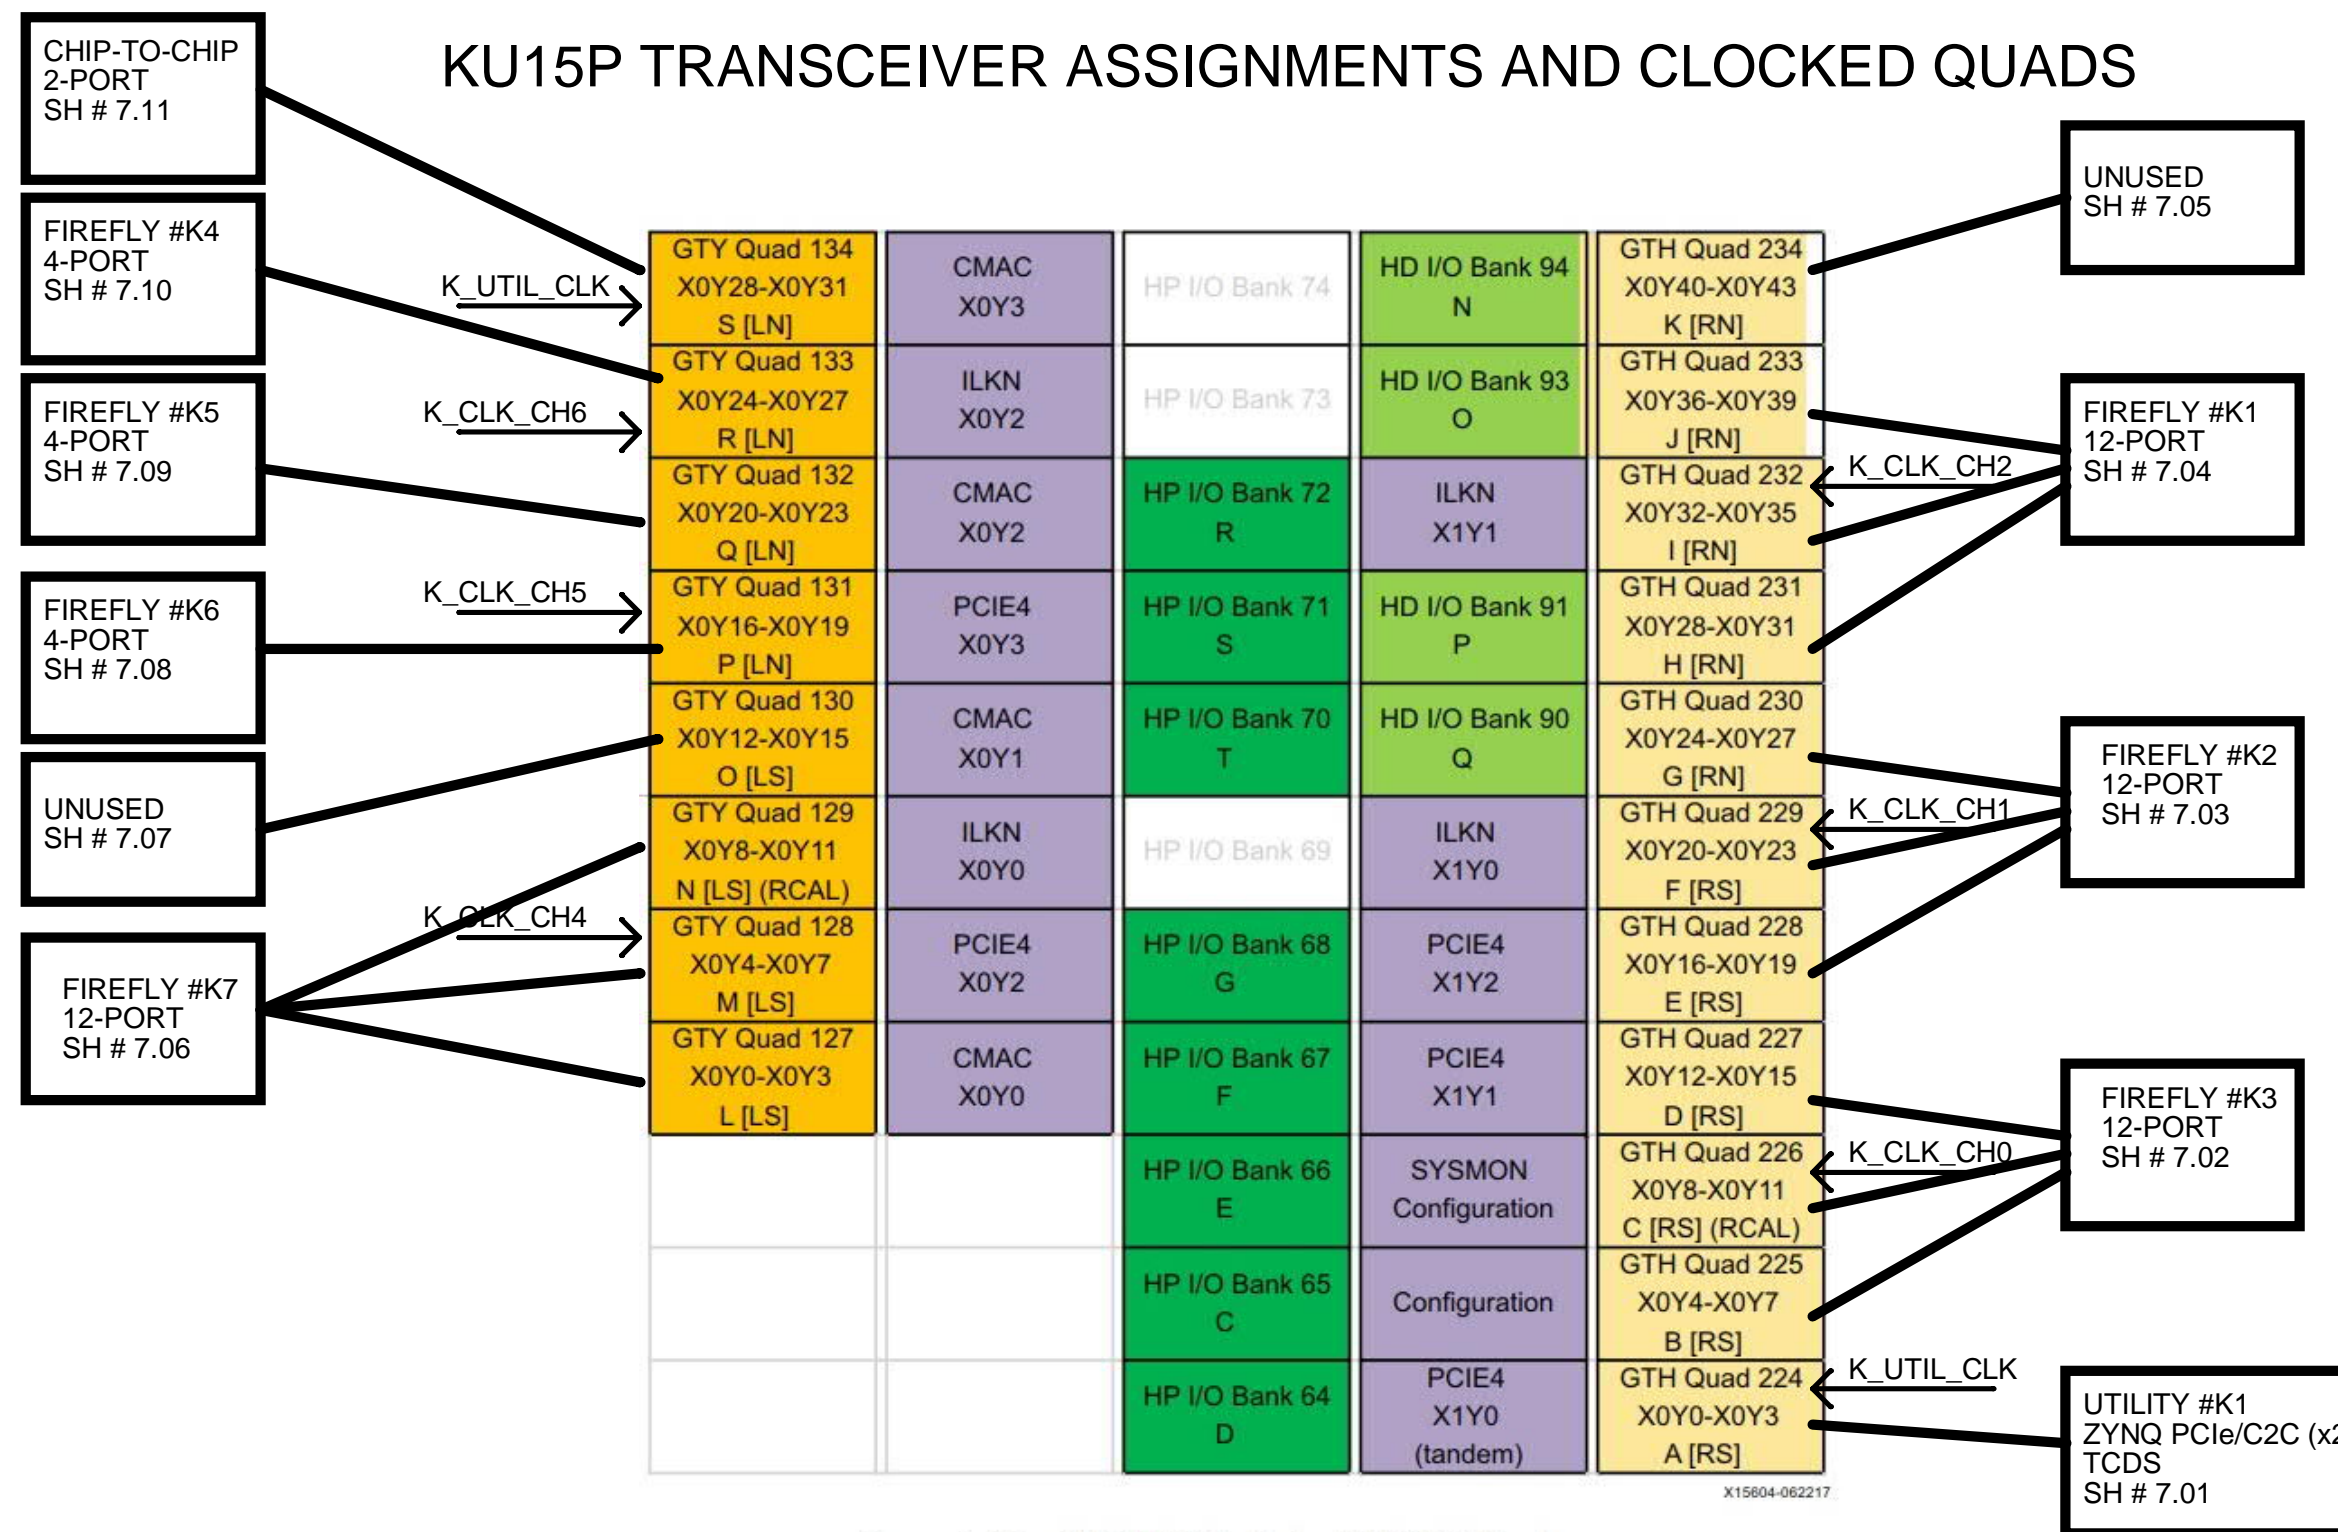 KU15P TRANSCEIVER ASSIGNMENTS AND CLOCKED QUADS
CHIP-TO-CHIP
2-PORT
SH # 7.11
FIREFLY #K4
4-PORT
SH # 7.10
FIREFLY #K5
4-PORT
SH # 7.09
FIREFLY #K6
4-PORT
SH # 7.08
UNUSED
SH # 7.07
FIREFLY #K7
12-PORT
SH # 7.06
K_UTIL_CLK
K_CLK_CH6
K_CLK_CH5
K_CLK_CH4
GTY Quad 134
X0Y28-X0Y31
S [LN]
GTY Quad 133
X0Y24-X0Y27
R [LN]
GTY Quad 132
X0Y20-X0Y23
Q [LN]
GTY Quad 131
X0Y16-X0Y19
P [LN]
GTY Quad 130
X0Y12-X0Y15
O [LS]
GTY Quad 129
X0Y8-X0Y11
N [LS] (RCAL)
GTY Quad 128
X0Y4-X0Y7
M [LS]
GTY Quad 127
X0Y0-X0Y3
L [LS]
CMAC
X0Y3
ILKN
X0Y2
CMAC
X0Y2
PCIE4
X0Y3
CMAC
X0Y1
ILKN
X0Y0
PCIE4
X0Y2
CMAC
X0Y0
HP I/O Bank 74
HP I/O Bank 73
HP I/O Bank 72
R
HP I/O Bank 71
S
HP I/O Bank 70
T
HP I/O Bank 69
HP I/O Bank 68
G
HP I/O Bank 67
F
HP I/O Bank 66
E
HP I/O Bank 65
C
HP I/O Bank 64
D
HD I/O Bank 94
N
HD I/O Bank 93
O
ILKN
X1Y1
HD I/O Bank 91
P
HD I/O Bank 90
Q
ILKN
X1Y0
PCIE4
X1Y2
PCIE4
X1Y1
SYSMON
Configuration
Configuration
PCIE4
X1Y0
(tandem)
GTH Quad 234
X0Y40-X0Y43
K [RN]
GTH Quad 233
X0Y36-X0Y39
J [RN]
GTH Quad 232
X0Y32-X0Y35
I [RN]
GTH Quad 231
X0Y28-X0Y31
H [RN]
GTH Quad 230
X0Y24-X0Y27
G [RN]
GTH Quad 229
X0Y20-X0Y23
F [RS]
GTH Quad 228
X0Y16-X0Y19
E [RS]
GTH Quad 227
X0Y12-X0Y15
D [RS]
GTH Quad 226
X0Y8-X0Y11
C [RS] (RCAL)
GTH Quad 225
X0Y4-X0Y7
B [RS]
GTH Quad 224
X0Y0-X0Y3
A [RS]
X15604-062217
K_CLK_CH2
K_CLK_CH1
K_CLK_CH0
K_UTIL_CLK
UNUSED
SH # 7.05
FIREFLY #K1
12-PORT
SH # 7.04
FIREFLY #K2
12-PORT
SH # 7.03
FIREFLY #K3
12-PORT
SH # 7.02
UTILITY #K1
ZYNQ PCIe/C2C (x2
TCDS
SH # 7.01